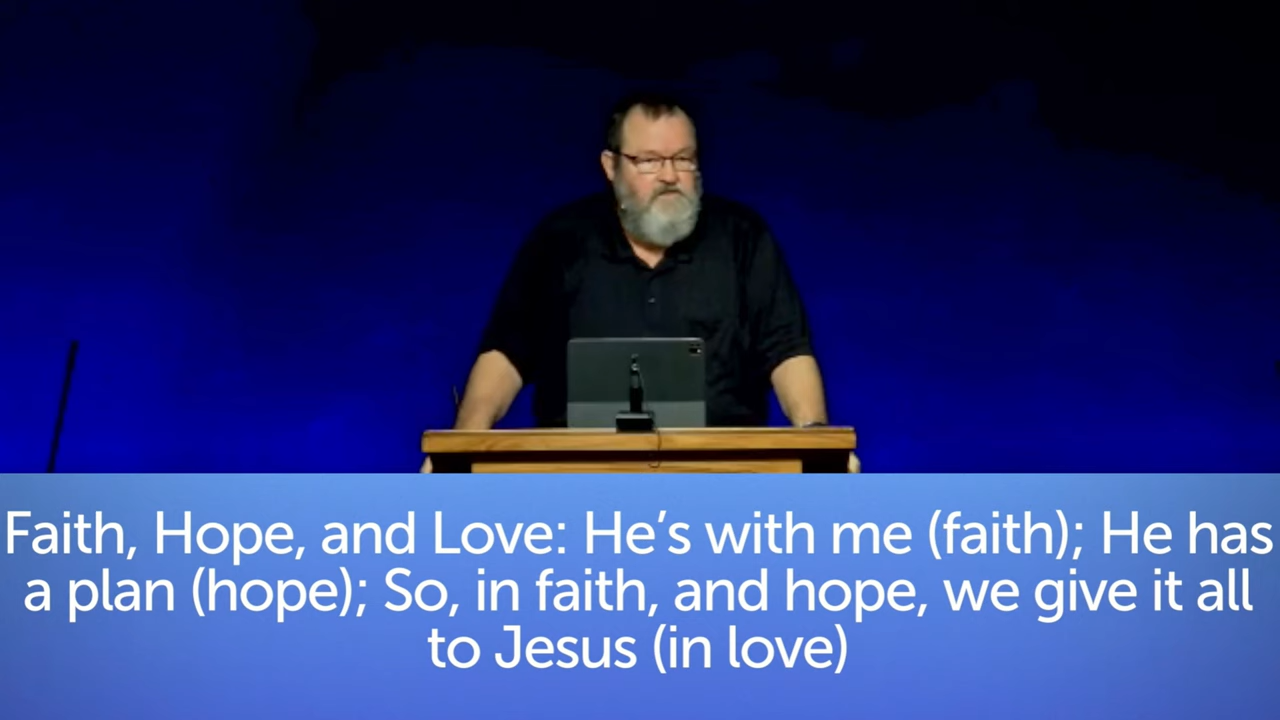 Faith, Hope, and Love: He’s with me (faith); He has
a plan (hope); So, in faith, and hope, we give it all
to Jesus (in love)